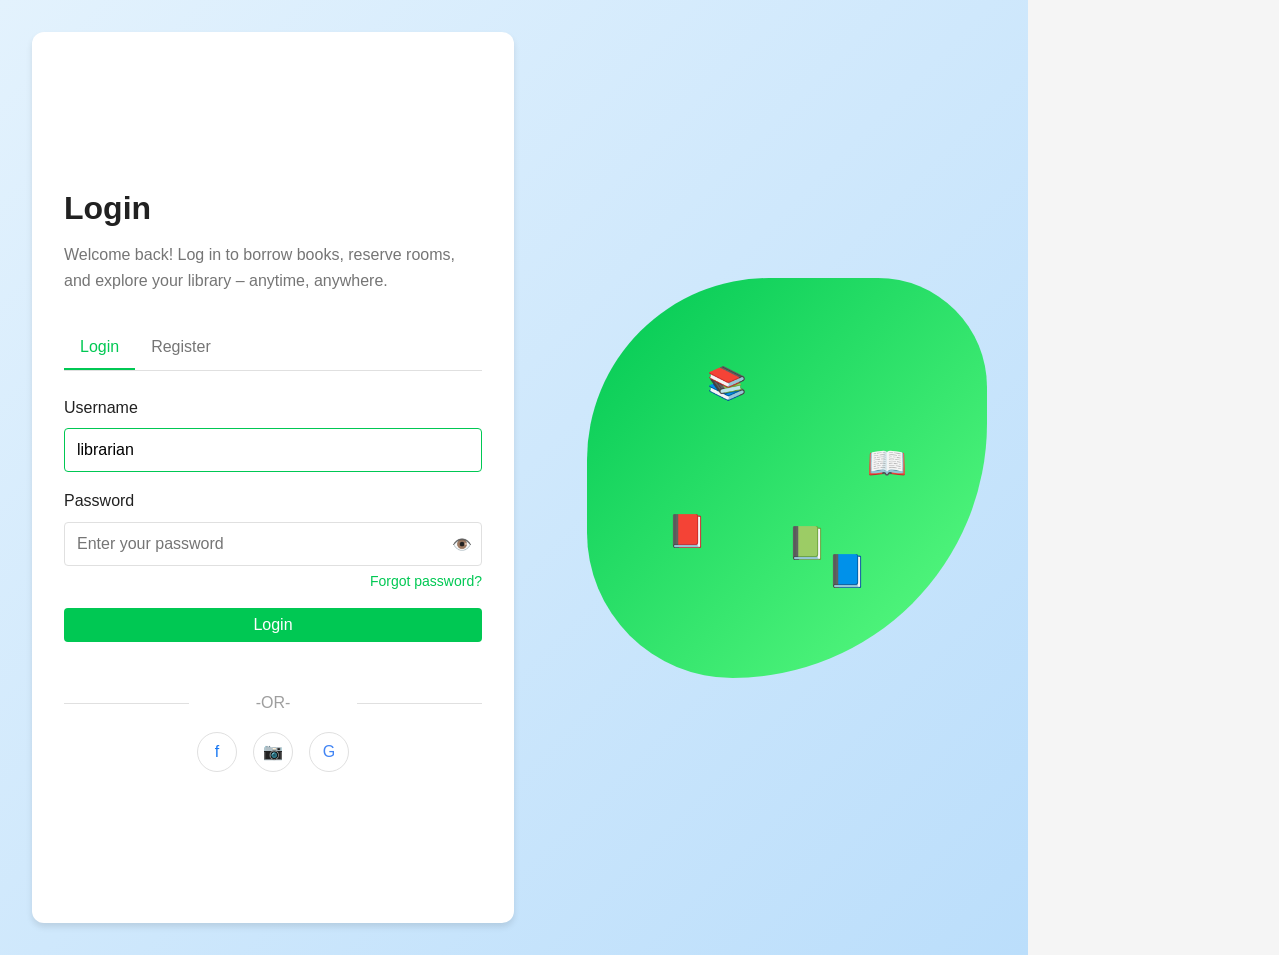 Login
Welcome back! Log in to borrow books, reserve rooms,
and explore your library – anytime, anywhere.
Login Register
Username
librarian
Password
Enter your password
Forgot password?
Login
-OR-
f G